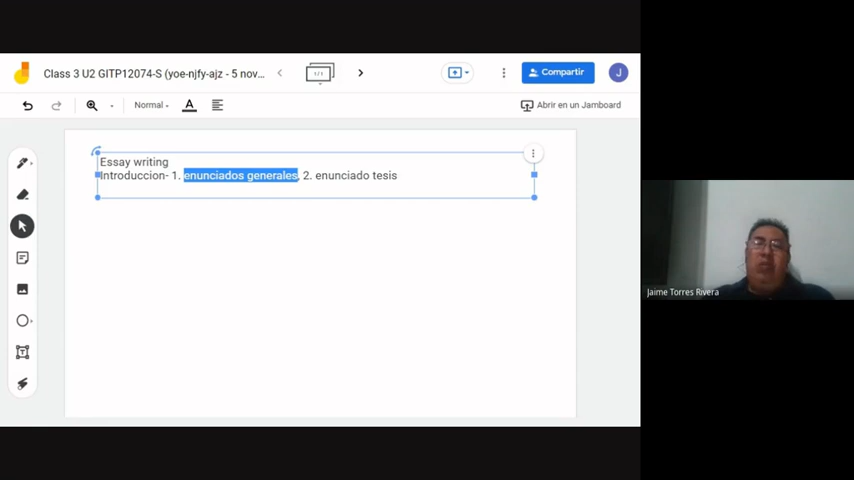 Class 3 U2 GITP12074-S (yoe-njfy-ajz - 5 nov...
1/1
Compartir
J
Normal
A
Abrir en un Jamboard
Essay writing
Introduccion- 1. enunciados generales. 2. enunciado tesis
Jaime Torres Rivera